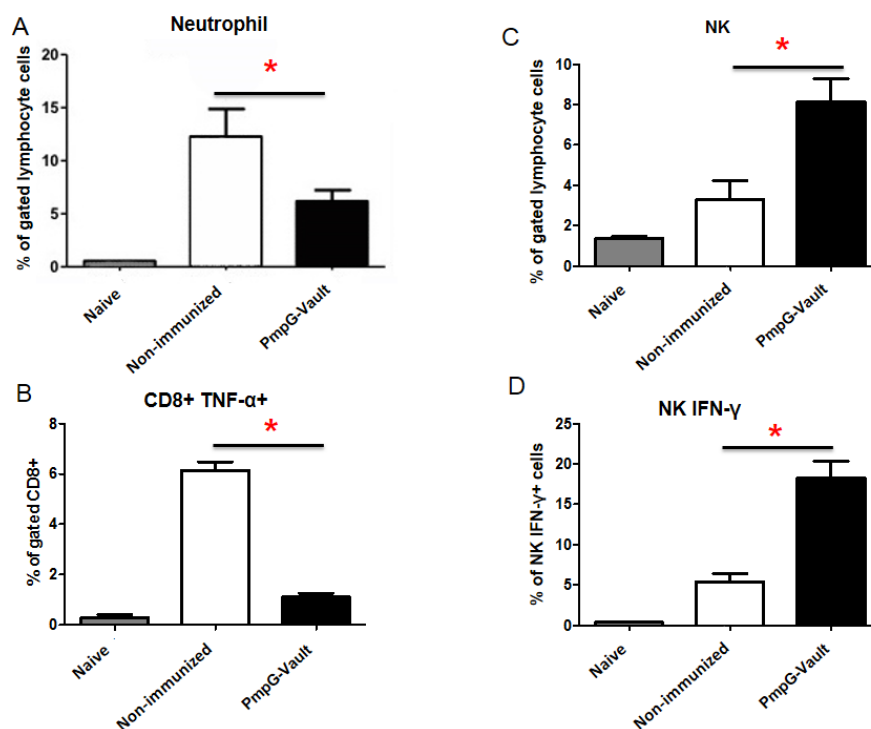 A
Neutrophil
*
% of gated lymphocyte cells
20
15
10
5
0
Naive
Non-immunized
PmpG-Vault
C
NK
*
% of gated lymphocyte cells
10
8
6
4
2
0
Naive
Non-immunized
PmpG-Vault
B
CD8+ TNF-α+
*
% of gated CD8+
8
6
4
2
0
Naive
Non-immunized
PmpG-Vault
D
NK IFN-γ
*
% of NK IFN-γ+ cells
25
20
15
10
5
0
Naive
Non-immunized
PmpG-Vault